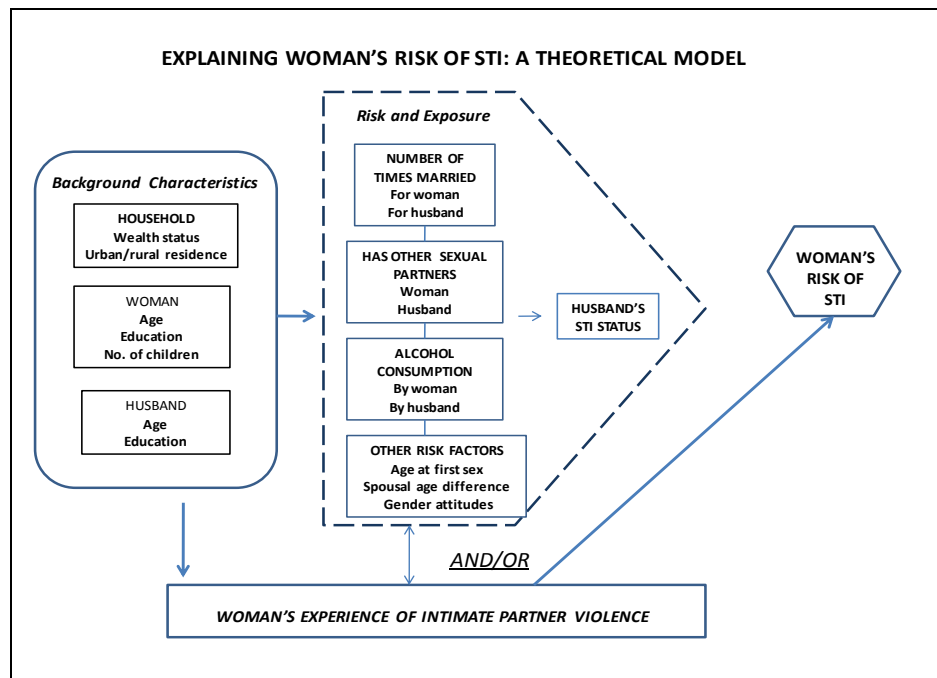 EXPLAINING WOMAN'S RISK OF STI: A THEORETICAL MODEL
Background Characteristics
HOUSEHOLD
Wealth status
Urban/rural residence
WOMAN
Age
Education
No. of children
HUSBAND
Age
Education
Risk and Exposure
NUMBER OF
TIMES MARRIED
For woman
For husband
HAS OTHER SEXUAL
PARTNERS
Woman
Husband
ALCOHOL
CONSUMPTION
By woman
By husband
OTHER RISK FACTORS
Age at first sex
Spousal age difference
Gender attitudes
HUSBAND'S
STI STATUS
WOMAN'S
RISK OF
STI
AND/OR
WOMAN'S EXPERIENCE OF INTIMATE PARTNER VIOLENCE